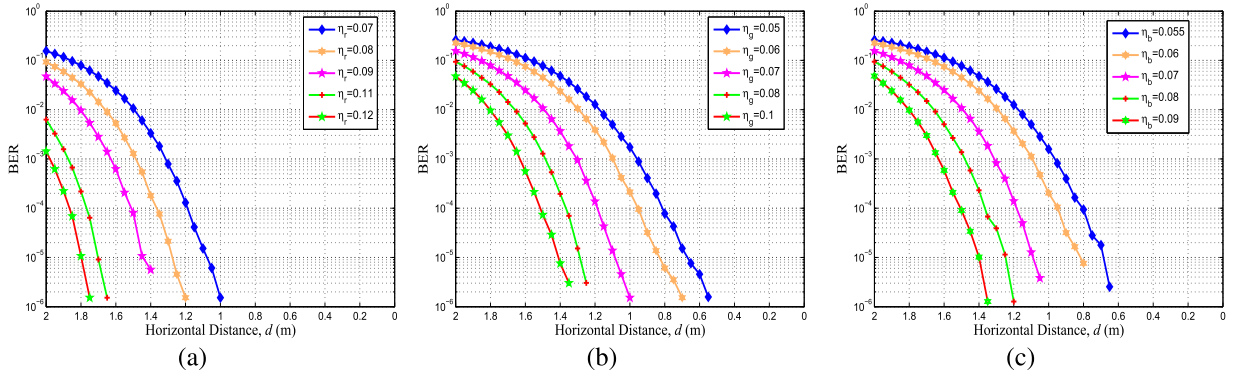 10^0
10^-1
10^-2
10^-3
10^-4
10^-5
10^-6
BER
2 1.8 1.6 1.4 1.2 1 0.8 0.6 0.4 0.2 0
Horizontal Distance, d (m)
η_r=0.07
η_r=0.08
η_r=0.09
η_r=0.11
η_r=0.12
(a)
10^0
10^-1
10^-2
10^-3
10^-4
10^-5
10^-6
BER
2 1.8 1.6 1.4 1.2 1 0.8 0.6 0.4 0.2 0
Horizontal Distance, d (m)
η_g=0.05
η_g=0.06
η_g=0.07
η_g=0.08
η_g=0.1
(b)
10^0
10^-1
10^-2
10^-3
10^-4
10^-5
10^-6
BER
2 1.8 1.6 1.4 1.2 1 0.8 0.6 0.4 0.2 0
Horizontal Distance, d (m)
η_b=0.055
η_b=0.06
η_b=0.07
η_b=0.08
η_b=0.09
(c)